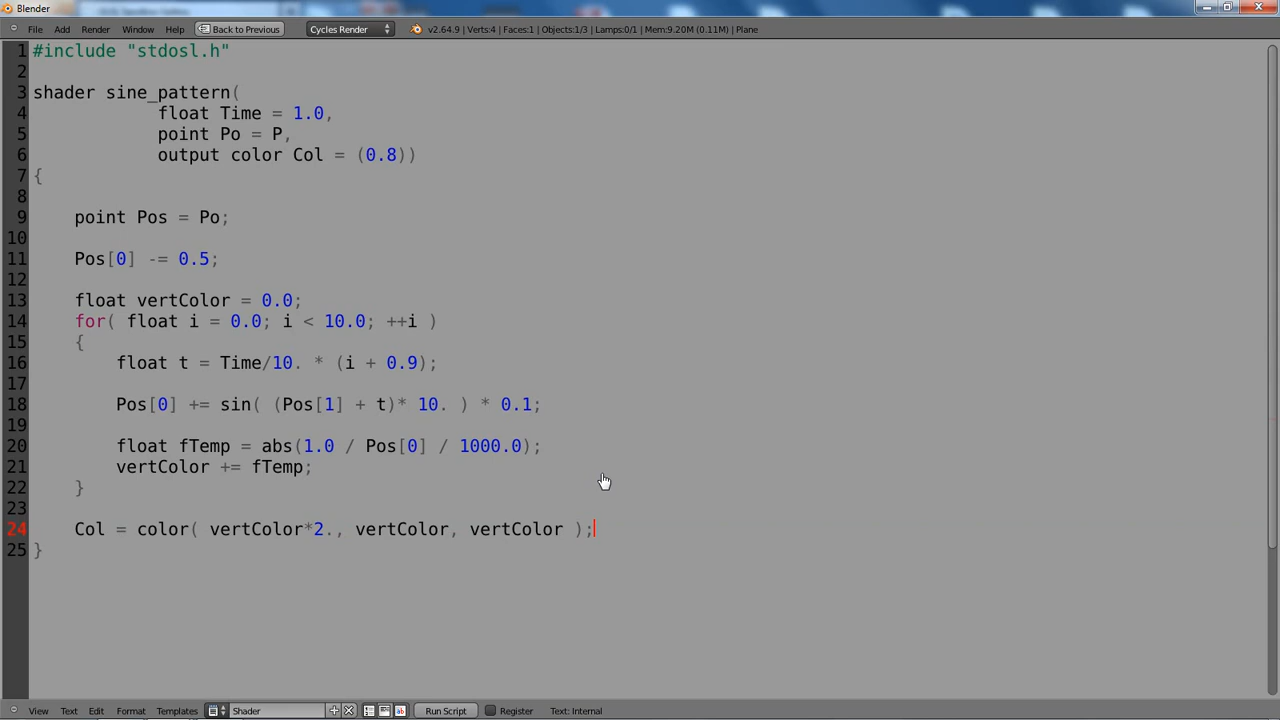 Blender
File Add Render Window Help Back to Previous Cycles Render v2.64.9 | Verts:4 | Faces:1 | Objects:1/3 | Lamps:0/1 | Mem:9.20M (0.11M) | Plane
1 #include "stdosl.h"
2
3 shader sine_pattern(
4 float Time = 1.0,
5 point Po = P,
6 output color Col = (0.8))
7 {
8
9 point Pos = Po;
10
11 Pos[0] -= 0.5;
12
13 float vertColor = 0.0;
14 for( float i = 0.0; i < 10.0; ++i )
15 {
16 float t = Time/10. * (i + 0.9);
17
18 Pos[0] += sin( (Pos[1] + t)* 10. ) * 0.1;
19
20 float fTemp = abs(1.0 / Pos[0] / 1000.0);
21 vertColor += fTemp;
22 }
23
24 Col = color( vertColor*2., vertColor, vertColor );
25 }
View Text Edit Format Templates Shader Run Script Register Text: Internal